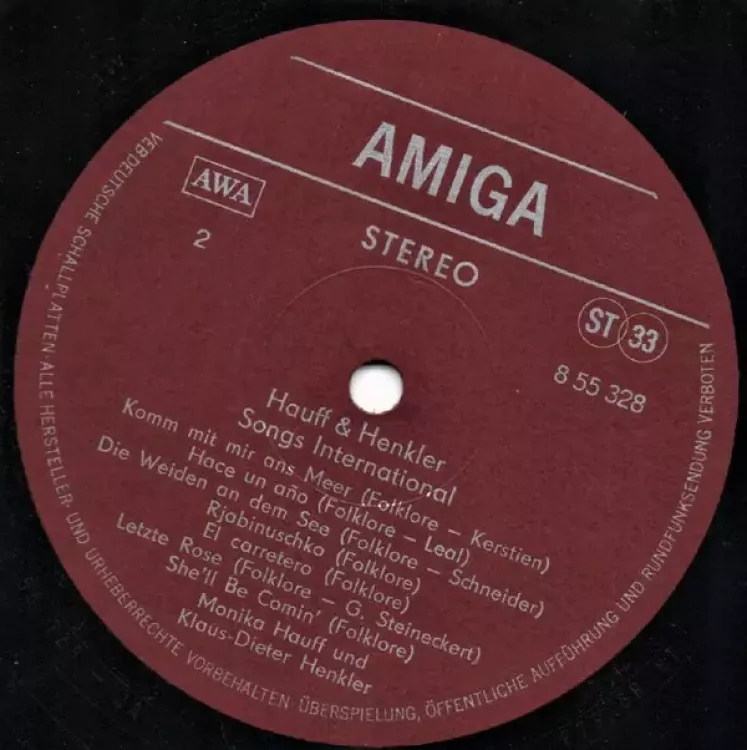 AMIGA
STEREO
AWA
2
ST 33
8 55 328
Hauff & Henkler
Songs International
Komm mit mir ans Meer (Folklore – Kerstien)
Hace un año (Folklore – Leal)
Die Weiden an dem See (Folklore – Schneider)
Rjabinuschko (Folklore)
El carretero (Folklore)
Letzte Rose (Folklore – G. Steineckert)
She'll Be Comin' (Folklore)
Monika Hauff und
Klaus-Dieter Henkler
VEB DEUTSCHE SCHALLPLATTEN · ALLE HERSTELLER- UND URHEBERRECHTE VORBEHALTEN · ÜBERSPIELUNG, ÖFFENTLICHE AUFFÜHRUNG UND RUNDFUNKSENDUNG VERBOTEN